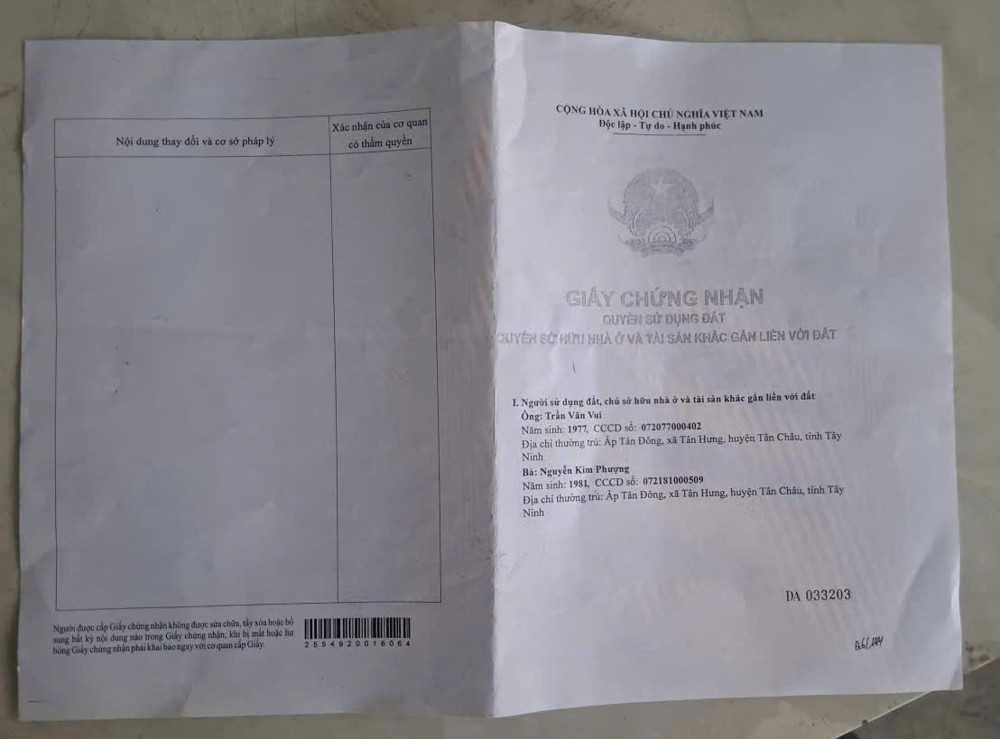 Nội dung thay đổi và cơ sở pháp lý
Xác nhận của cơ quan
có thẩm quyền
Người được cấp Giấy chứng nhận không được sửa chữa, tẩy xóa hoặc bổ
sung bất kỳ nội dung nào trong Giấy chứng nhận; khi bị mất hoặc hư
hỏng Giấy chứng nhận phải khai báo ngay với cơ quan cấp Giấy.
2554920016064
CỘNG HÒA XÃ HỘI CHỦ NGHĨA VIỆT NAM
Độc lập - Tự do - Hạnh phúc
GIẤY CHỨNG NHẬN
QUYỀN SỬ DỤNG ĐẤT
QUYỀN SỞ HỮU NHÀ Ở VÀ TÀI SẢN KHÁC GẮN LIỀN VỚI ĐẤT
I. Người sử dụng đất, chủ sở hữu nhà ở và tài sản khác gắn liền với đất
Ông: Trần Văn Vui
Năm sinh: 1977, CCCD số: 072077000402
Địa chỉ thường trú: Ấp Tân Đông, xã Tân Hưng, huyện Tân Châu, tỉnh Tây
Ninh
Bà: Nguyễn Kim Phượng
Năm sinh: 1981, CCCD số: 072181000509
Địa chỉ thường trú: Ấp Tân Đông, xã Tân Hưng, huyện Tân Châu, tỉnh Tây
Ninh
DA 033203